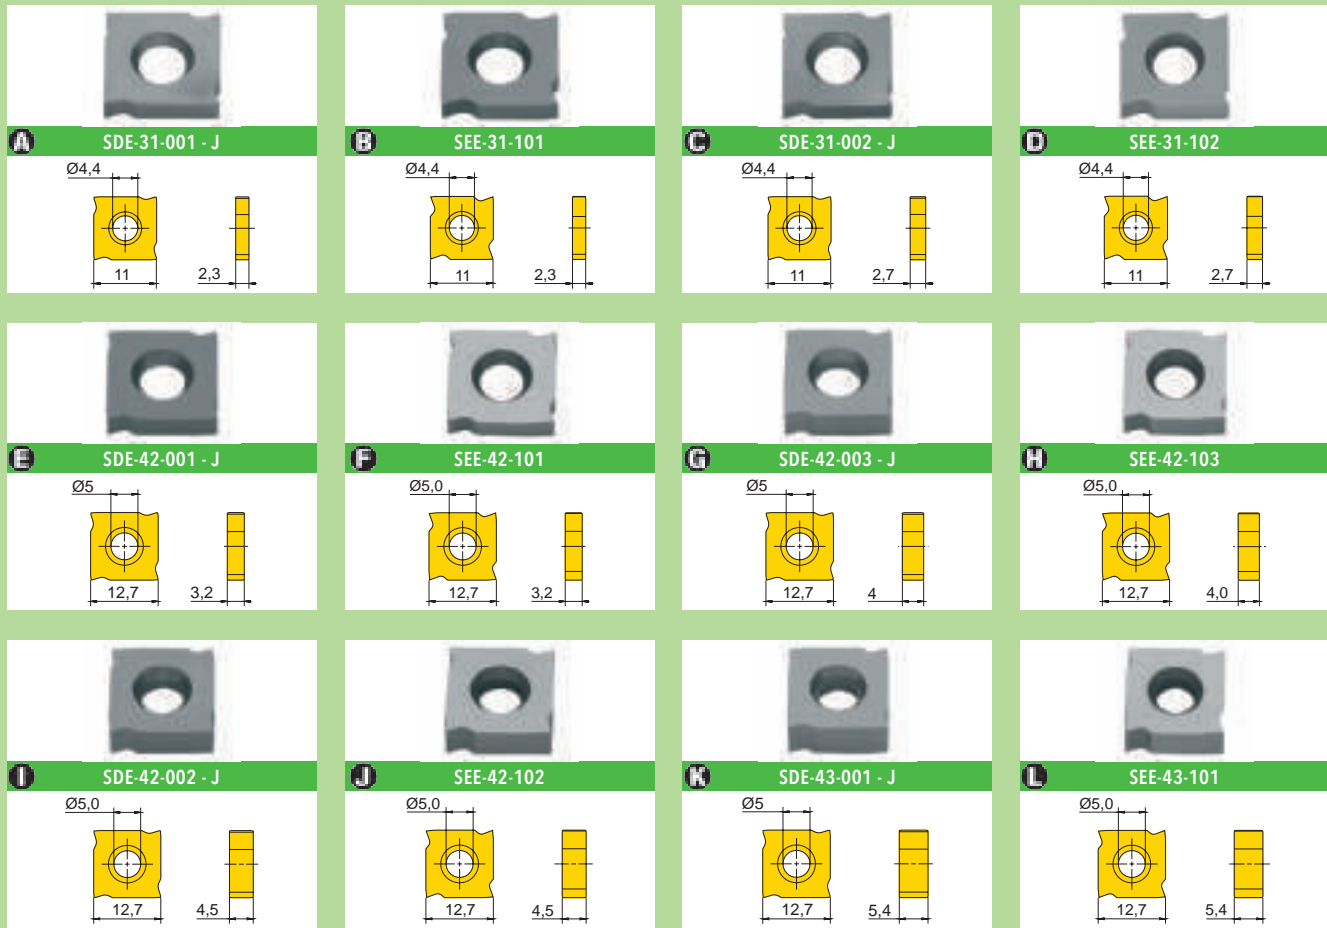 A SDE-31-001 - J
Ø4,4
11
2,3
B SEE-31-101
Ø4,4
11
2,3
C SDE-31-002 - J
Ø4,4
11
2,7
D SEE-31-102
Ø4,4
11
2,7
E SDE-42-001 - J
Ø5
12,7
3,2
F SEE-42-101
Ø5,0
12,7
3,2
G SDE-42-003 - J
Ø5
12,7
4
H SEE-42-103
Ø5,0
12,7
4,0
I SDE-42-002 - J
Ø5,0
12,7
4,5
J SEE-42-102
Ø5,0
12,7
4,5
K SDE-43-001 - J
Ø5
12,7
5,4
L SEE-43-101
Ø5,0
12,7
5,4